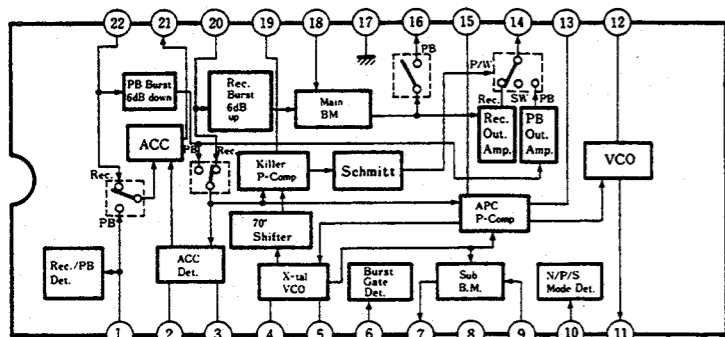 22 21 20 19 18 17 16 15 14 13 12
PB
P/W
PB Burst
6dB down
Rec.
Burst
6dB
up
Main
BM
Rec.
SW
PB
Rec.
Out.
Amp.
PB
Out.
Amp.
ACC
Rec.
PB
Rec.
PB
Killer
P-Comp
Schmitt
VCO
APC
P-Comp
70° Shifter
Rec./PB
Det.
ACC
Det.
X-tal
VCO
Burst
Gate
Det.
Sub
B.M.
N/P/S
Mode Det.
1 2 3 4 5 6 7 8 9 10 11